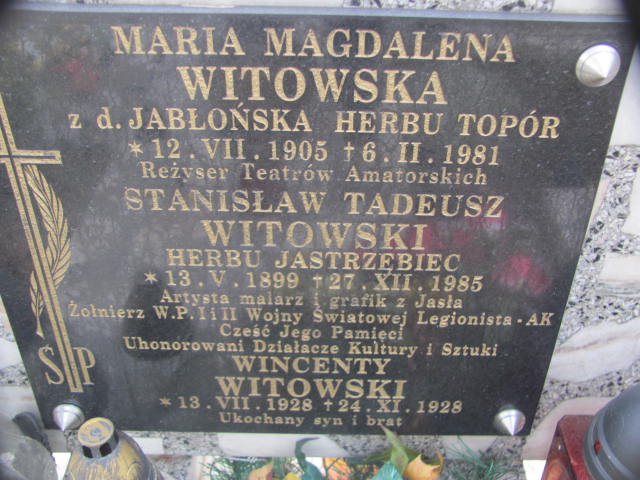 MARIA MAGDALENA
WITOWSKA
z d. JABŁOŃSKA HERBU TOPÓR
* 12. VII. 1905 † 6. II. 1981
Reżyser Teatrów Amatorskich
STANISŁAW TADEUSZ
WITOWSKI
HERBU JASTRZĘBIEC
* 13. V. 1899 † 27. XII. 1985
Artysta malarz i grafik z Jasła
Żołnierz W.P. I i II Wojny Światowej Legionista - AK
Cześć Jego Pamięci
Uhonorowani Działacze Kultury i Sztuki
WINCENTY
WITOWSKI
* 13. VII. 1928 † 24. XI. 1928
Ukochany syn i brat
ŚP